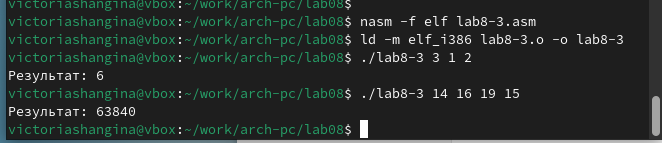 victoriashangina@vbox:~/work/arch-pc/lab08$
victoriashangina@vbox:~/work/arch-pc/lab08$ nasm -f elf lab8-3.asm
victoriashangina@vbox:~/work/arch-pc/lab08$ ld -m elf_i386 lab8-3.o -o lab8-3
victoriashangina@vbox:~/work/arch-pc/lab08$ ./lab8-3 3 1 2
Результат: 6
victoriashangina@vbox:~/work/arch-pc/lab08$ ./lab8-3 14 16 19 15
Результат: 63840
victoriashangina@vbox:~/work/arch-pc/lab08$